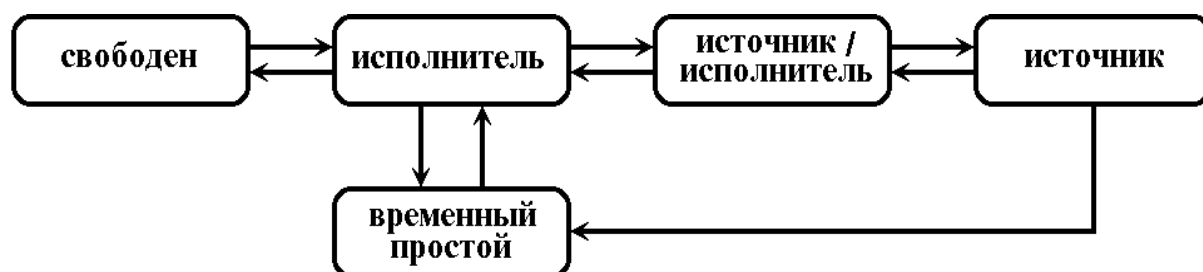 свободен
исполнитель
источник /
исполнитель
источник
временный
простой